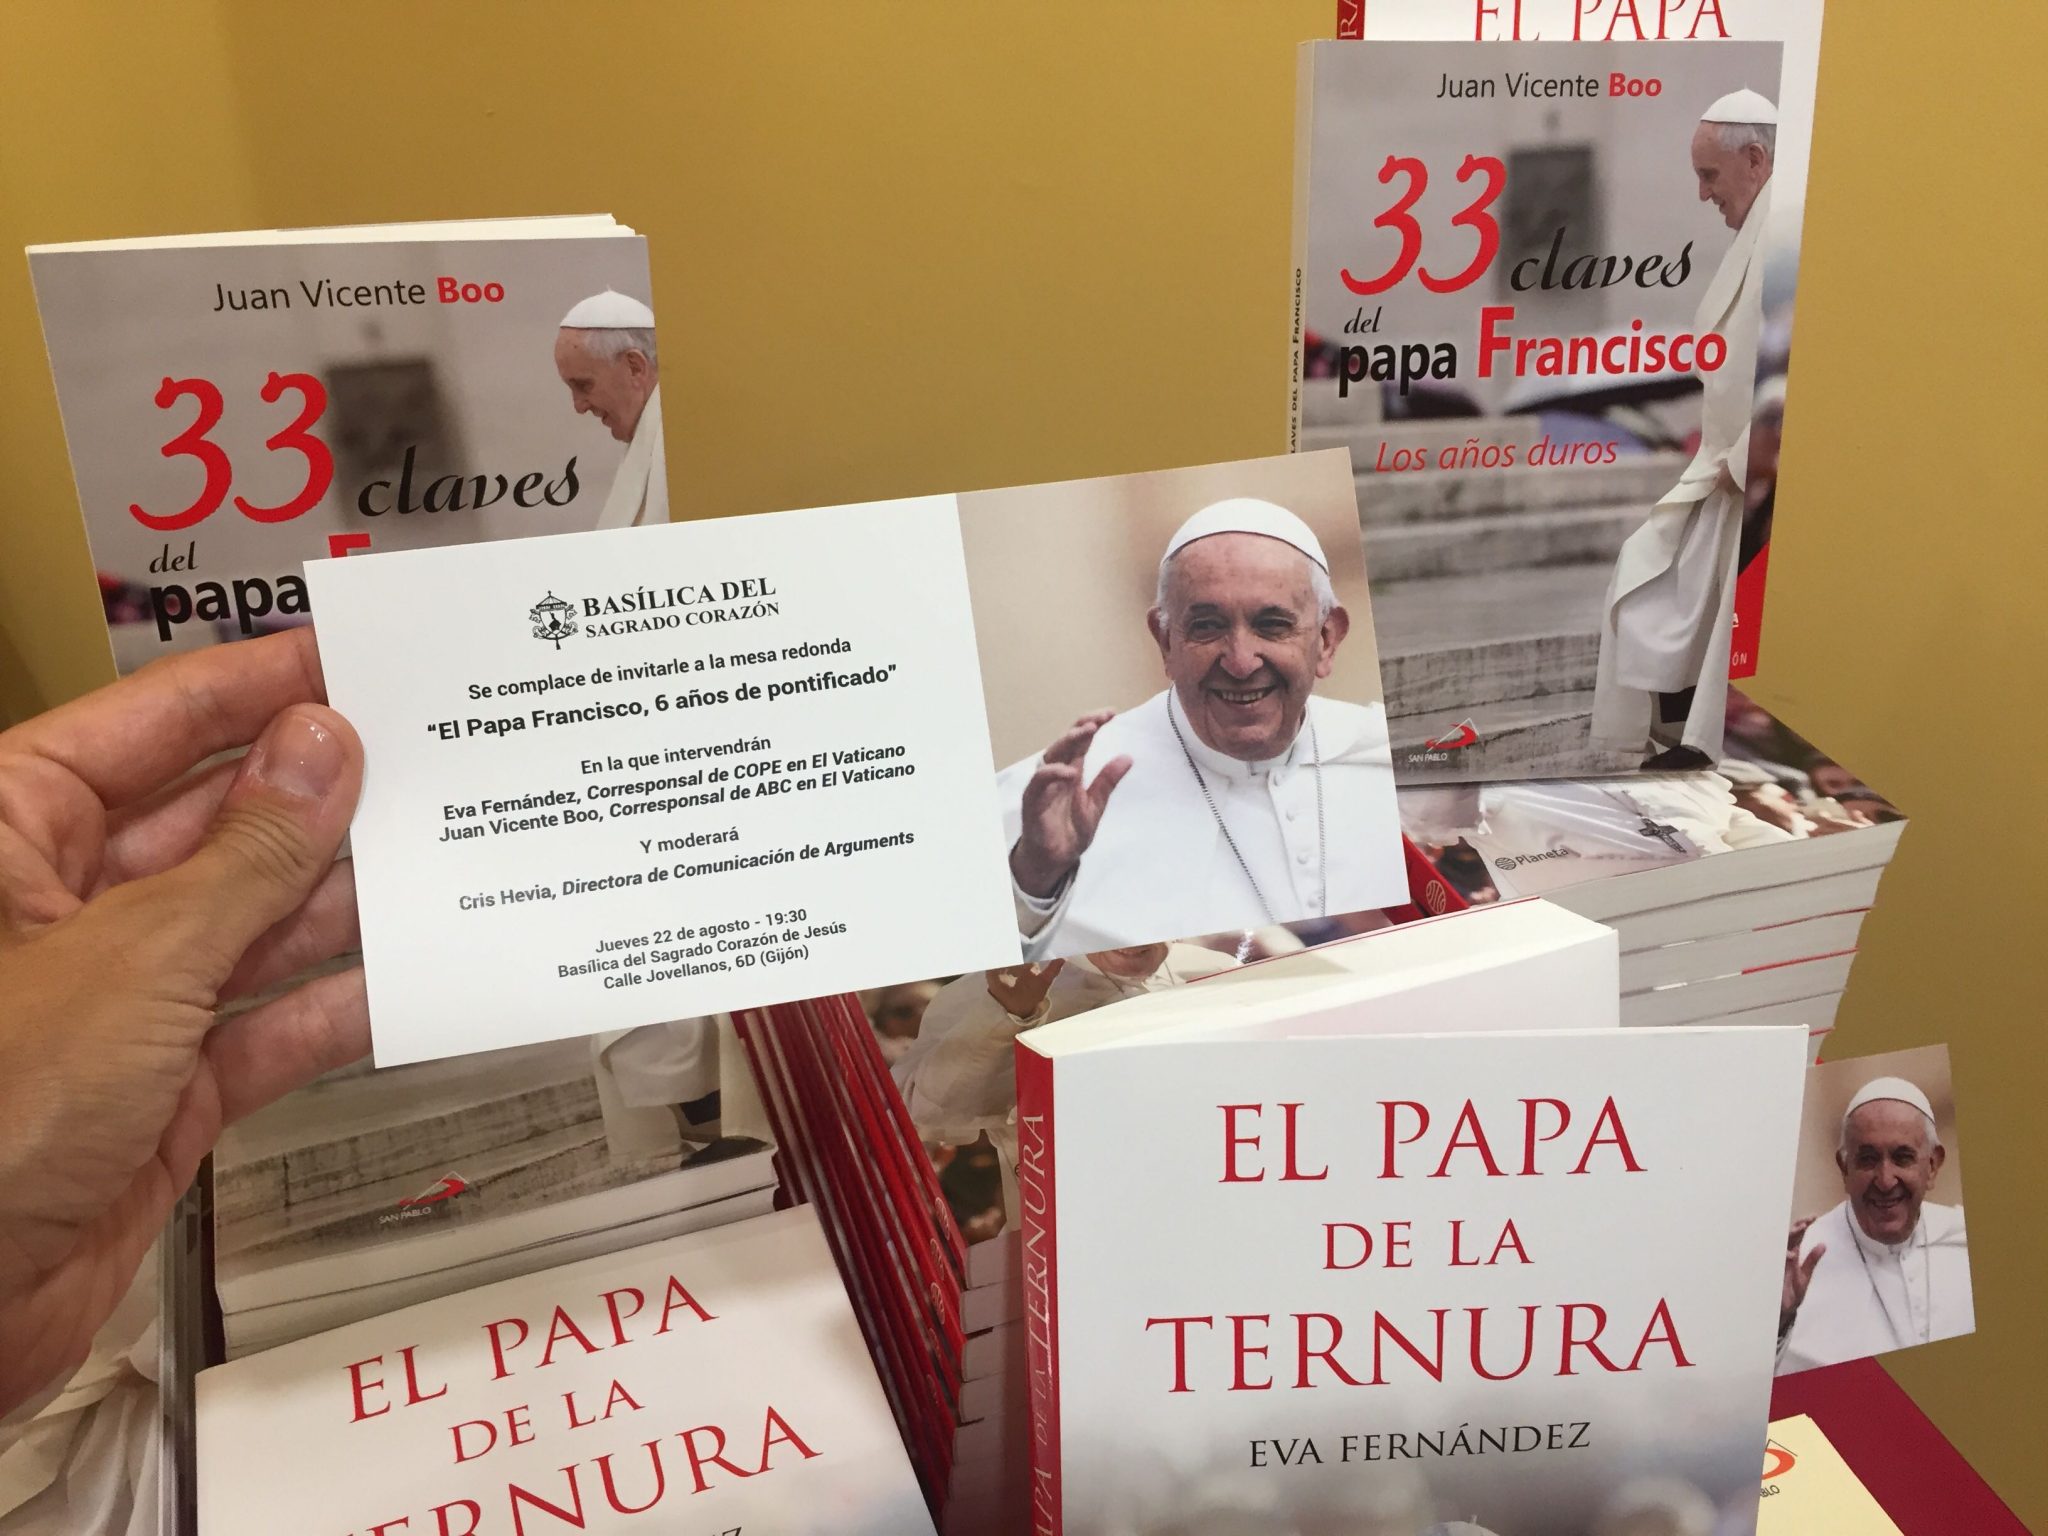 EL PAPA
Juan Vicente Boo
33
claves
del
papa Francisco
Los años duros
SAN PABLO
CLAVES DEL PAPA FRANCISCO
Juan Vicente Boo
33
claves
del
papa
SAN PABLO
BASÍLICA DEL
SAGRADO CORAZÓN
Se complace de invitarle a la mesa redonda
“El Papa Francisco, 6 años de pontificado”
En la que intervendrán
Eva Fernández, Corresponsal de COPE en El Vaticano
Juan Vicente Boo, Corresponsal de ABC en El Vaticano
Y moderará
Cris Hevia, Directora de Comunicación de Arguments
Jueves 22 de agosto - 19:30
Basílica del Sagrado Corazón de Jesús
Calle Jovellanos, 6D (Gijón)
Planeta
EL PAPA
DE LA
TERNURA
EVA FERNÁNDEZ
PAPA DE LA TERNURA
EL PAPA
DE LA
TERNURA